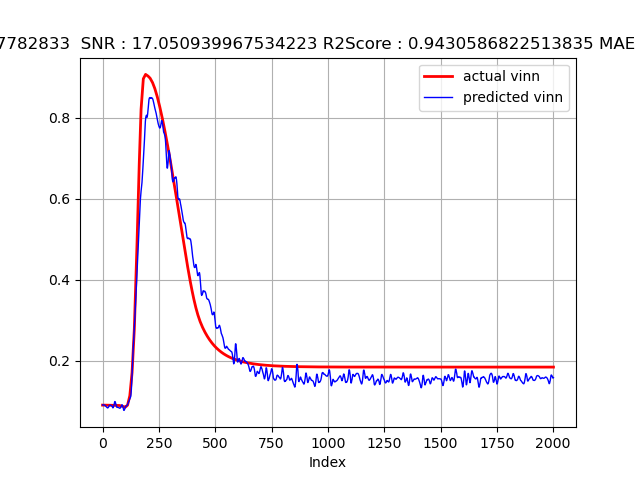 7782833 SNR : 17.050939967534223 R2Score : 0.9430586822513835 MAE
actual vinn
predicted vinn
0.8
0.6
0.4
0.2
0 250 500 750 1000 1250 1500 1750 2000
Index